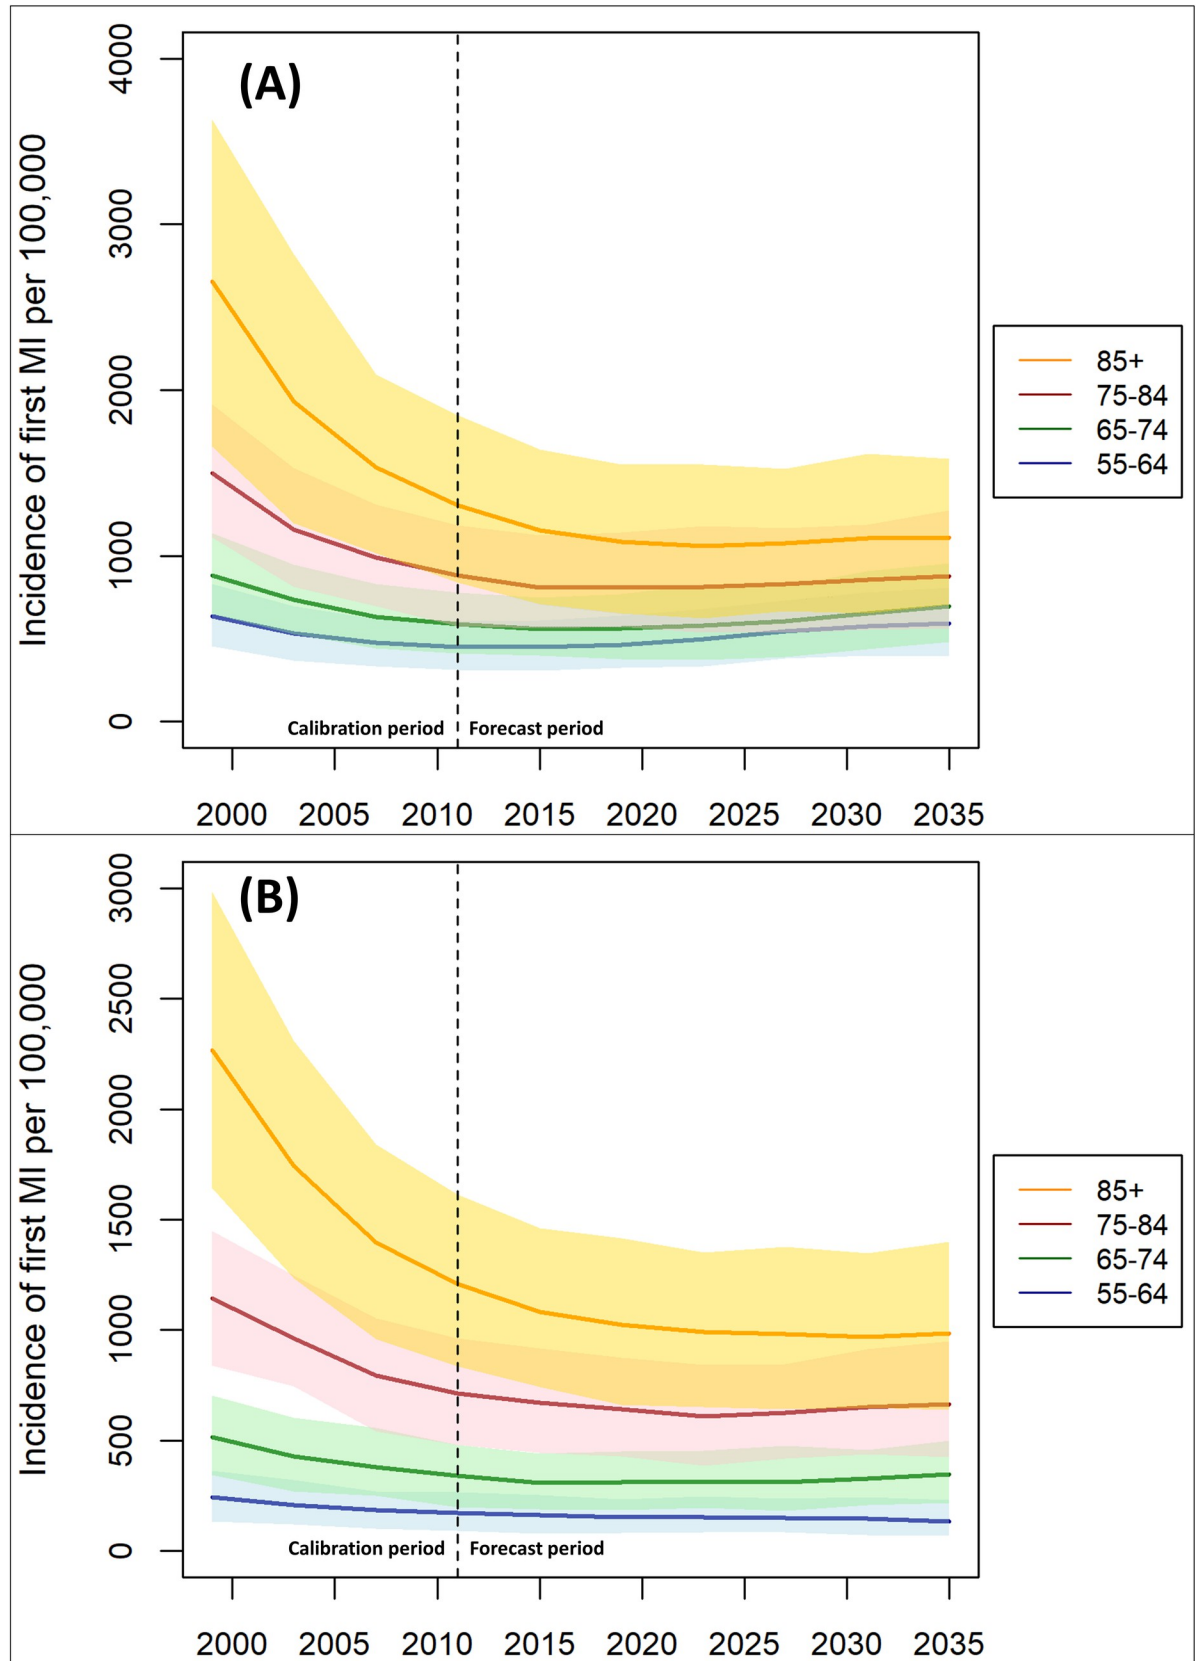 (A)
Incidence of first MI per 100,000
4000
3000
2000
1000
0
Calibration period Forecast period
2000 2005 2010 2015 2020 2025 2030 2035
85+
75-84
65-74
55-64
(B)
Incidence of first MI per 100,000
3000
2500
2000
1500
1000
500
0
Calibration period Forecast period
2000 2005 2010 2015 2020 2025 2030 2035
85+
75-84
65-74
55-64